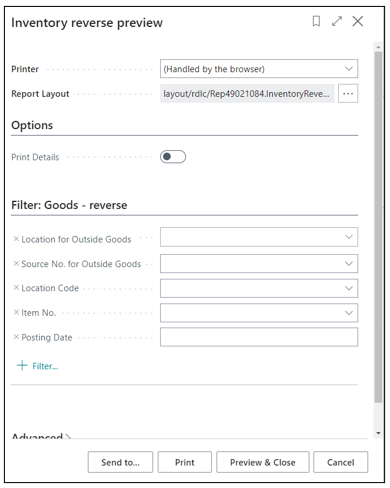 Inventory reverse preview
Printer
(Handled by the browser)
Report Layout
layout/rdlc/Rep49021084.InventoryReve...
Options
Print Details
Filter: Goods - reverse
× Location for Outside Goods
× Source No. for Outside Goods
× Location Code
× Item No.
× Posting Date
+ Filter...
Advanced >
Send to...
Print
Preview & Close
Cancel